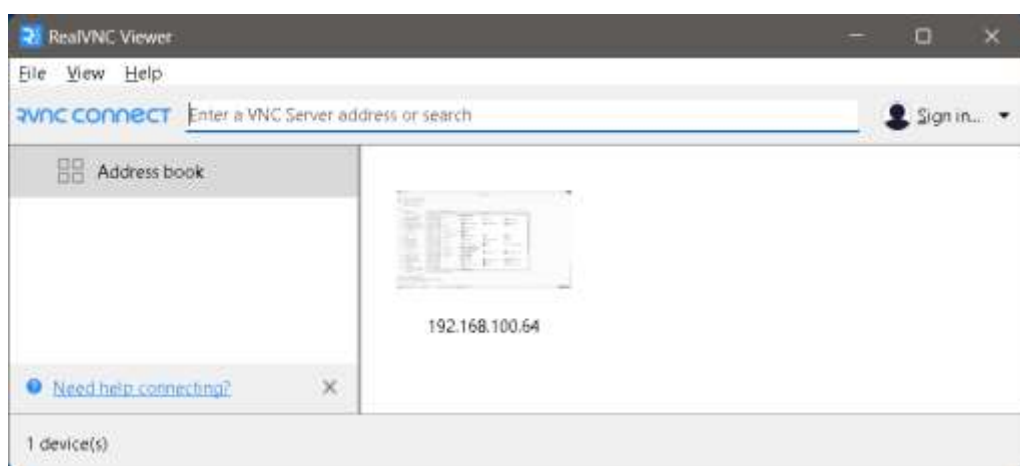 RealVNC Viewer
File View Help
rvnc connect Enter a VNC Server address or search Sign in...
Address book
192.168.100.64
Need help connecting?
1 device(s)